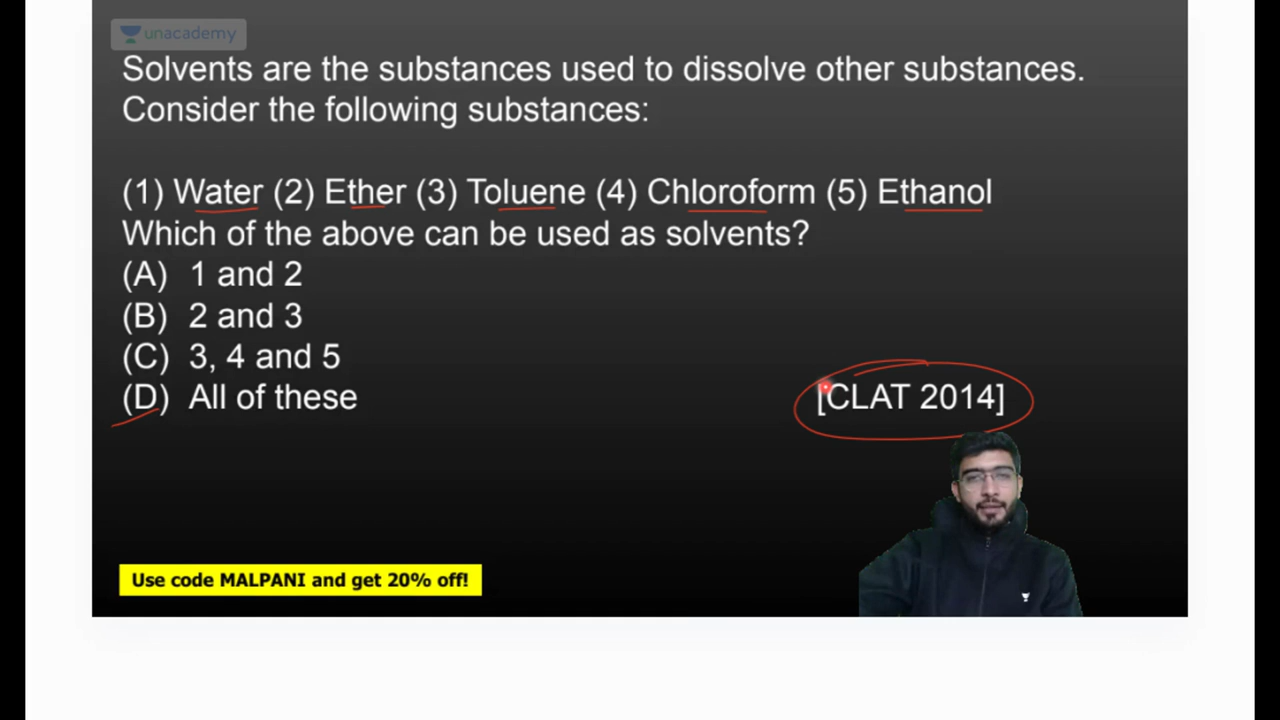 unacademy
Solvents are the substances used to dissolve other substances.
Consider the following substances:
(1) Water (2) Ether (3) Toluene (4) Chloroform (5) Ethanol
Which of the above can be used as solvents?
(A) 1 and 2
(B) 2 and 3
(C) 3, 4 and 5
(D) All of these
[CLAT 2014]
Use code MALPANI and get 20% off!